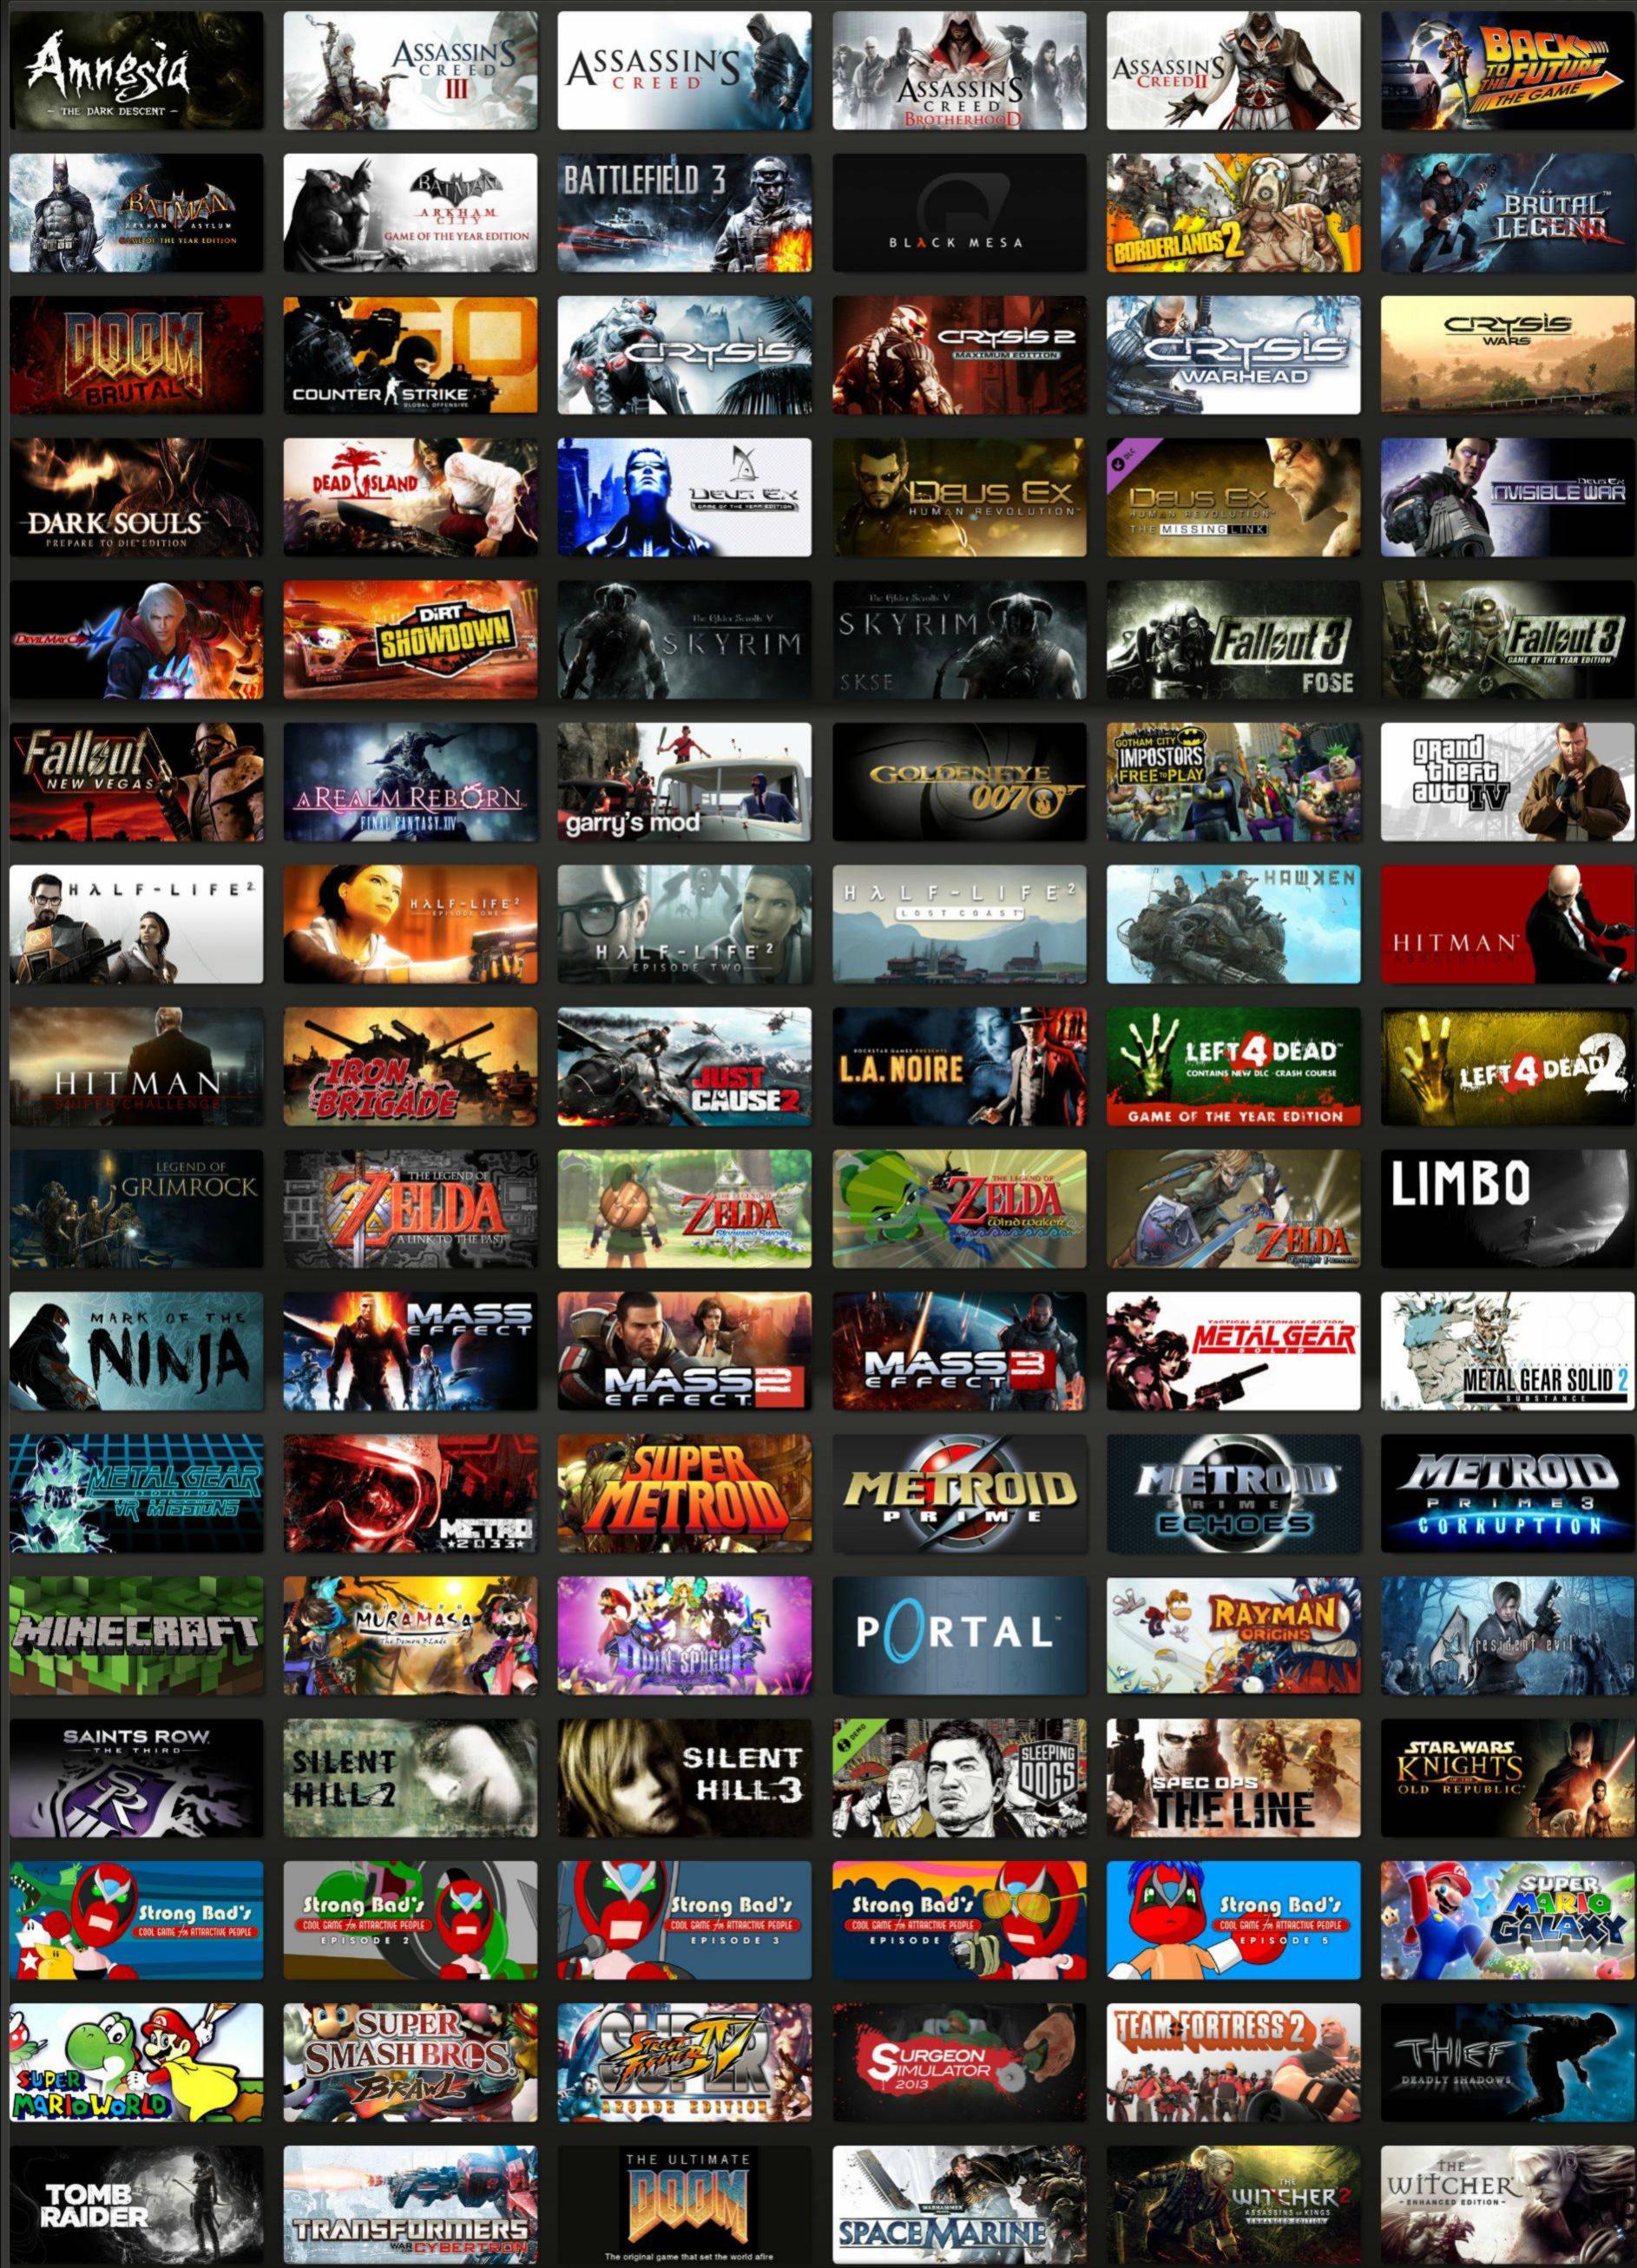 Amnesia
- THE DARK DESCENT -
ASSASSIN'S
CREED
III
ASSASSIN'S
CREED
ASSASSIN'S
CREED
BROTHERHOOD
ASSASSIN'S
CREED II
BACK
TO
THE FUTURE
THE GAME
BATMAN
ARKHAM ASYLUM
GAME OF THE YEAR EDITION
BATMAN
ARKHAM
CITY
GAME OF THE YEAR EDITION
BATTLEFIELD 3
BLACK MESA
BORDERLANDS 2
BRÜTAL
LEGEND
DOOM
BRUTAL
GO
COUNTER STRIKE
GLOBAL OFFENSIVE
CRYSIS
CRYSIS 2
MAXIMUM EDITION
CRYSIS
WARHEAD
CRYSIS
WARS
DARK SOULS
PREPARE TO DIE EDITION
DEAD ISLAND
DEUS EX
GAME OF THE YEAR EDITION
DEUS EX
HUMAN REVOLUTION
DLC
DEUS EX
HUMAN REVOLUTION
THE MISSING LINK
DEUS EX
INVISIBLE WAR
DEVIL MAY CRY 4
DiRT
SHOWDOWN
The Elder Scrolls V
SKYRIM
The Elder Scrolls V
SKYRIM
SKSE
Fallout 3
FOSE
Fallout 3
GAME OF THE YEAR EDITION
Fallout
NEW VEGAS
A REALM REBORN
FINAL FANTASY XIV
garry's mod
GOLDENEYE
007
GOTHAM CITY
IMPOSTORS
FREE TO PLAY
grand
theft
auto IV
HALF-LIFE 2
HALF-LIFE 2
EPISODE ONE
HALF-LIFE 2
EPISODE TWO
HALF-LIFE 2
LOST COAST
HAWKEN
HITMAN
ABSOLUTION
HITMAN
SNIPER CHALLENGE
IRON
BRIGADE
JUST
CAUSE 2
ROCKSTAR GAMES PRESENTS
L.A. NOIRE
LEFT 4 DEAD
CONTAINS NEW DLC - CRASH COURSE
GAME OF THE YEAR EDITION
LEFT 4 DEAD 2
LEGEND OF
GRIMROCK
THE LEGEND OF
ZELDA
A LINK TO THE PAST
THE LEGEND OF
ZELDA
Skyward Sword
THE LEGEND OF
ZELDA
Wind Waker
ZELDA
Twilight Princess
LIMBO
MARK OF THE
NINJA
MASS
EFFECT
MASS 2
EFFECT
MASS 3
EFFECT
TACTICAL ESPIONAGE ACTION
METAL GEAR
SOLID
METAL GEAR SOLID 2
SUBSTANCE
METAL GEAR
SOLID
VR MISSIONS
METRO
2033
SUPER
METROID
METROID
PRIME
METROID
PRIME
ECHOES
METROID
PRIME 3
CORRUPTION
MINECRAFT
MURAMASA
The Demon Blade
ODIN SPHERE
PORTAL
RAYMAN
ORIGINS
resident evil 4
SAINTS ROW
THE THIRD
SR
SILENT
HILL 2
SILENT
HILL 3
DEMO
SLEEPING
DOGS
SPEC OPS
THE LINE
STAR WARS
KNIGHTS
OF THE
OLD REPUBLIC
Strong Bad's
COOL GAME for ATTRACTIVE PEOPLE
Strong Bad's
COOL GAME for ATTRACTIVE PEOPLE
EPISODE 2
Strong Bad's
COOL GAME for ATTRACTIVE PEOPLE
EPISODE 3
Strong Bad's
COOL GAME for ATTRACTIVE PEOPLE
EPISODE 4
Strong Bad's
COOL GAME for ATTRACTIVE PEOPLE
EPISODE 5
SUPER
MARIO
GALAXY
SUPER
MARIO WORLD
SUPER
SMASH BROS.
BRAWL
SUPER
STREET FIGHTER IV
ARCADE EDITION
SURGEON
SIMULATOR
2013
TEAM FORTRESS 2
THIEF
DEADLY SHADOWS
TOMB
RAIDER
TRANSFORMERS
WAR FOR CYBERTRON
THE ULTIMATE
DOOM
The original game that set the world afire
WARHAMMER
SPACE MARINE
THE
WITCHER 2
ASSASSINS OF KINGS
ENHANCED EDITION
THE
WITCHER
- ENHANCED EDITION -